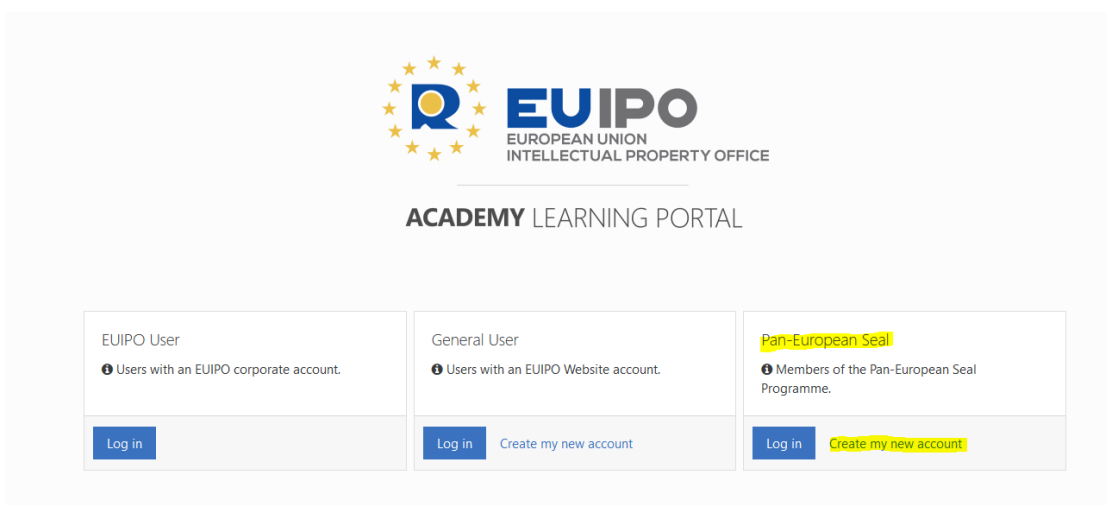 EUIPO
EUROPEAN UNION
INTELLECTUAL PROPERTY OFFICE
ACADEMY LEARNING PORTAL
EUIPO User
Users with an EUIPO corporate account.
Log in
General User
Users with an EUIPO Website account.
Log in Create my new account
Pan-European Seal
Members of the Pan-European Seal
Programme.
Log in Create my new account